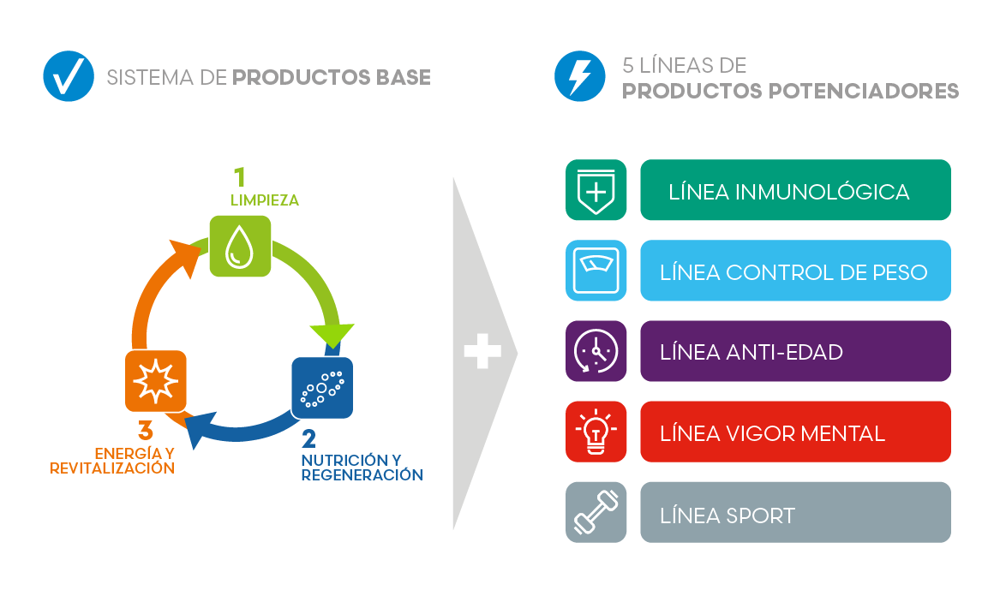 SISTEMA DE PRODUCTOS BASE
1
LIMPIEZA
2
NUTRICIÓN Y
REGENERACIÓN
3
ENERGÍA Y
REVITALIZACIÓN
5 LÍNEAS DE
PRODUCTOS POTENCIADORES
LÍNEA INMUNOLÓGICA
LÍNEA CONTROL DE PESO
LÍNEA ANTI-EDAD
LÍNEA VIGOR MENTAL
LÍNEA SPORT